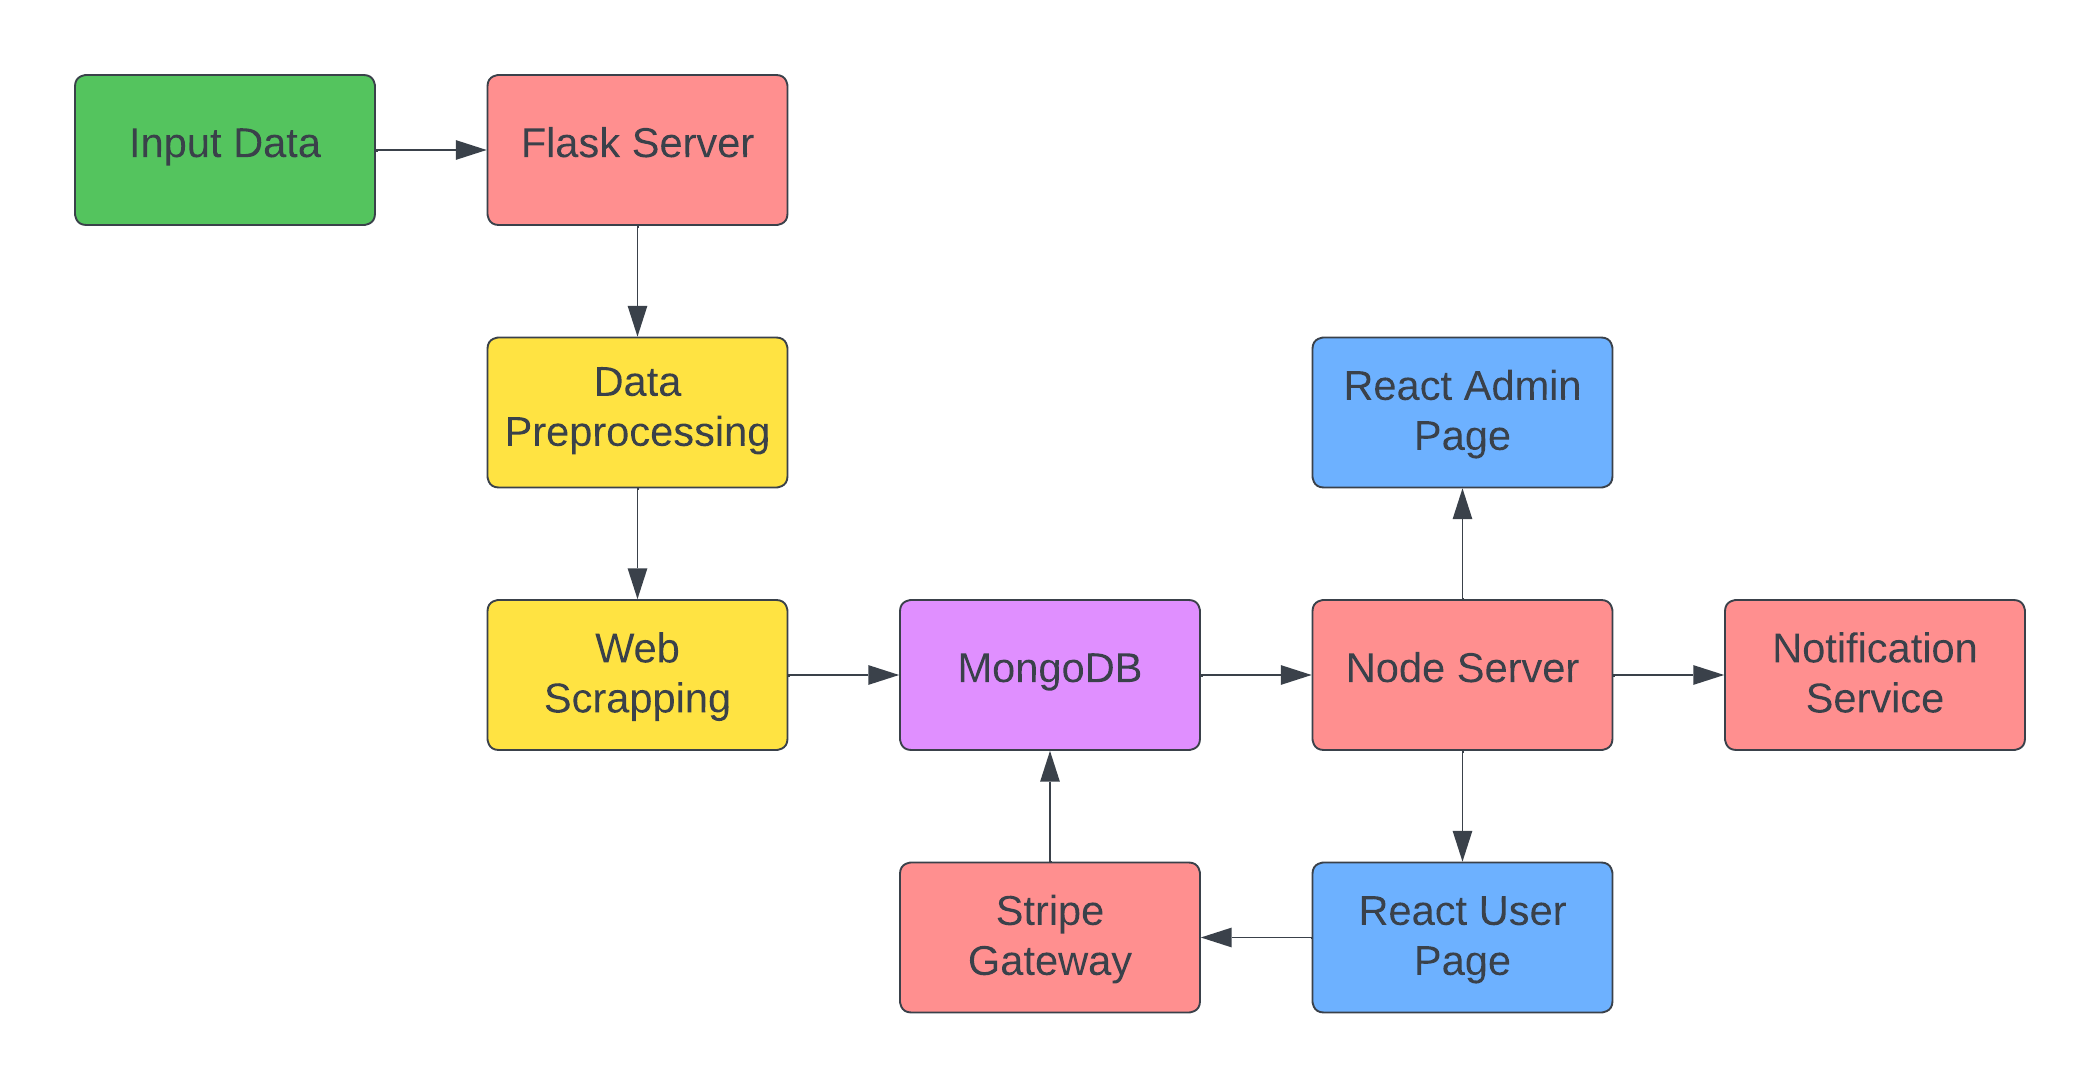 Input Data
Flask Server
Data
Preprocessing
React Admin
Page
Web
Scrapping
MongoDB
Node Server
Notification
Service
Stripe
Gateway
React User
Page